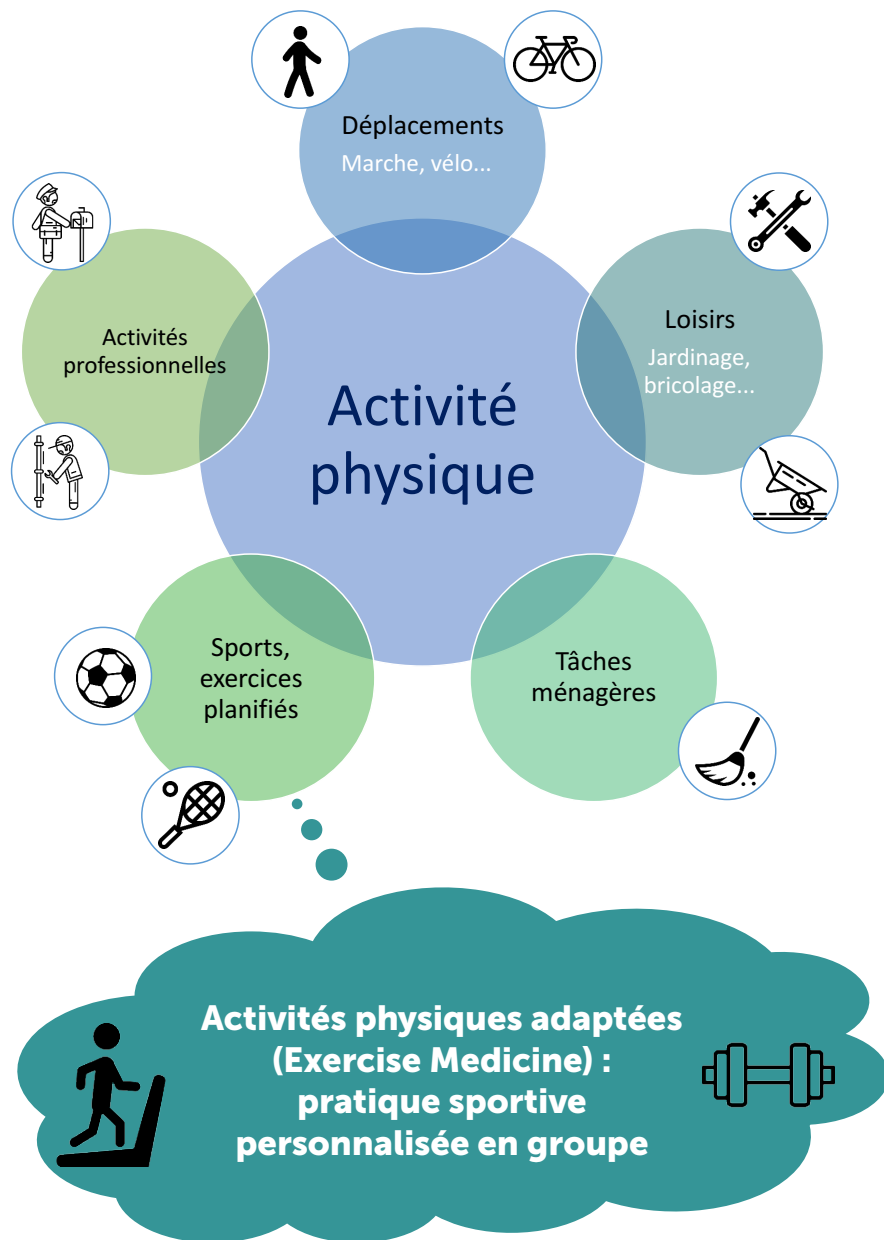 Déplacements
Marche, vélo...
Activités
professionnelles
Loisirs
Jardinage,
bricolage...
Activité
physique
Sports,
exercices
planifiés
Tâches
ménagères
Activités physiques adaptées
(Exercise Medicine) :
pratique sportive
personnalisée en groupe